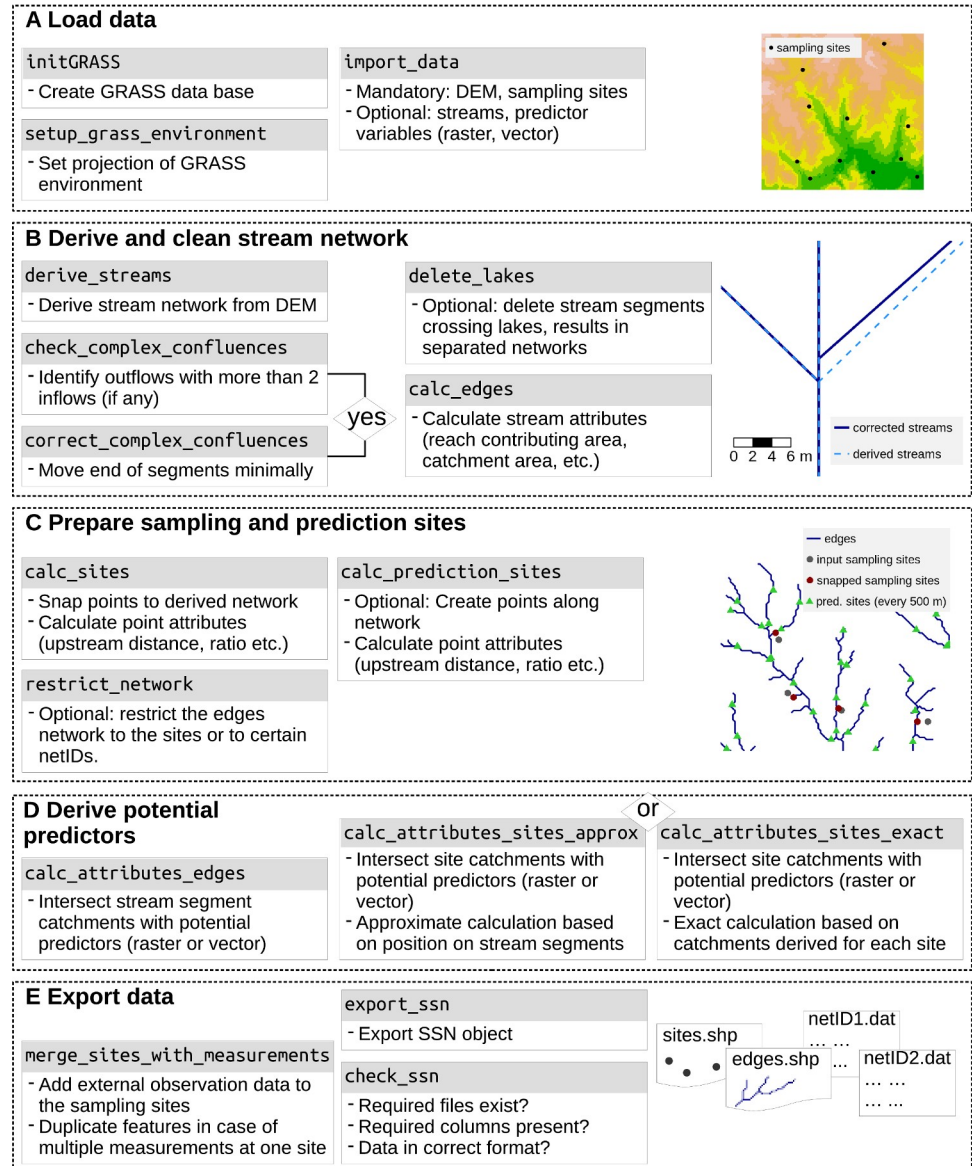 A Load data
initGRASS
- Create GRASS data base
setup_grass_environment
- Set projection of GRASS
environment
import_data
- Mandatory: DEM, sampling sites
- Optional: streams, predictor
variables (raster, vector)
sampling sites
B Derive and clean stream network
derive_streams
- Derive stream network from DEM
check_complex_confluences
- Identify outflows with more than 2
inflows (if any)
correct_complex_confluences
- Move end of segments minimally
yes
delete_lakes
- Optional: delete stream segments
crossing lakes, results in
separated networks
calc_edges
- Calculate stream attributes
(reach contributing area,
catchment area, etc.)
0 2 4 6 m
corrected streams
derived streams
C Prepare sampling and prediction sites
calc_sites
- Snap points to derived network
- Calculate point attributes
(upstream distance, ratio etc.)
restrict_network
- Optional: restrict the edges
network to the sites or to certain
netIDs.
calc_prediction_sites
- Optional: Create points along
network
- Calculate point attributes
(upstream distance, ratio etc.)
edges
input sampling sites
snapped sampling sites
pred. sites (every 500 m)
D Derive potential
predictors
calc_attributes_edges
- Intersect stream segment
catchments with potential
predictors (raster or vector)
or
calc_attributes_sites_approx
- Intersect site catchments with
potential predictors (raster or
vector)
- Approximate calculation based
on position on stream segments
calc_attributes_sites_exact
- Intersect site catchments with
potential predictors (raster or
vector)
- Exact calculation based on
catchments derived for each site
E Export data
merge_sites_with_measurements
- Add external observation data to
the sampling sites
- Duplicate features in case of
multiple measurements at one site
export_ssn
- Export SSN object
check_ssn
- Required files exist?
- Required columns present?
- Data in correct format?
sites.shp
edges.shp
netID1.dat
... ...
...
netID2.dat
... ...
... ...